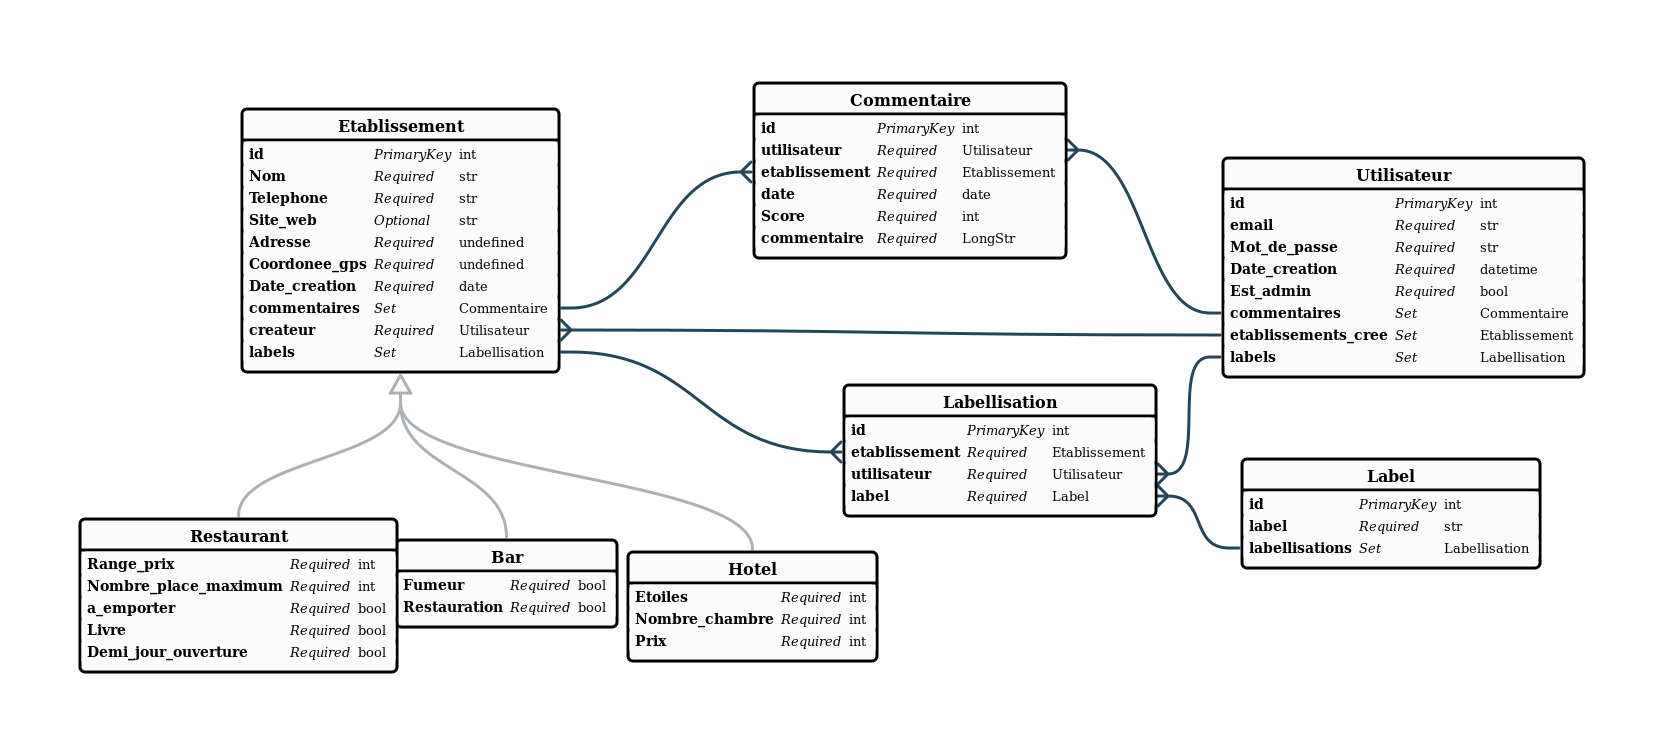 Etablissement
id PrimaryKey int
Nom Required str
Telephone Required str
Site_web Optional str
Adresse Required undefined
Coordonee_gps Required undefined
Date_creation Required date
commentaires Set Commentaire
createur Required Utilisateur
labels Set Labellisation
Commentaire
id PrimaryKey int
utilisateur Required Utilisateur
etablissement Required Etablissement
date Required date
Score Required int
commentaire Required LongStr
Utilisateur
id PrimaryKey int
email Required str
Mot_de_passe Required str
Date_creation Required datetime
Est_admin Required bool
commentaires Set Commentaire
etablissements_cree Set Etablissement
labels Set Labellisation
Labellisation
id PrimaryKey int
etablissement Required Etablissement
utilisateur Required Utilisateur
label Required Label
Label
id PrimaryKey int
label Required str
labellisations Set Labellisation
Restaurant
Range_prix Required int
Nombre_place_maximum Required int
a_emporter Required bool
Livre Required bool
Demi_jour_ouverture Required bool
Bar
Fumeur Required bool
Restauration Required bool
Hotel
Etoiles Required int
Nombre_chambre Required int
Prix Required int